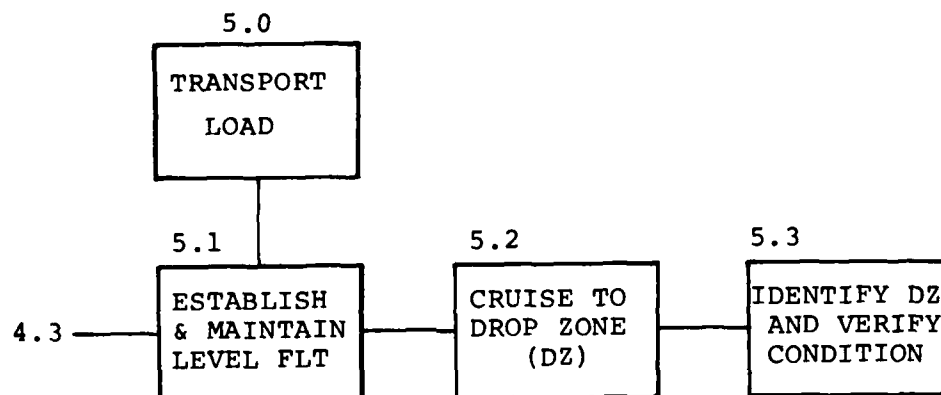 5.0
TRANSPORT
LOAD
5.1
ESTABLISH
& MAINTAIN
LEVEL FLT
4.3
5.2
CRUISE TO
DROP ZONE
(DZ)
5.3
IDENTIFY DZ
AND VERIFY
CONDITION